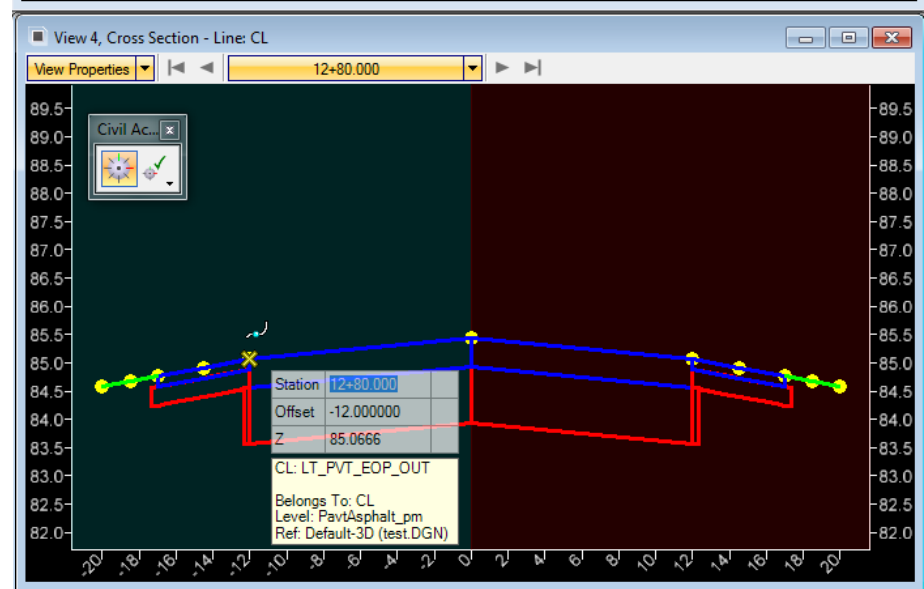 View 4, Cross Section - Line: CL
View Properties 12+80.000
89.5 89.5
89.0 89.0
88.5 88.5
88.0 88.0
87.5 87.5
87.0 87.0
86.5 86.5
86.0 86.0
85.5 85.5
85.0 85.0
84.5 84.5
84.0 84.0
83.5 83.5
83.0 83.0
82.5 82.5
82.0 82.0
Civil Ac... x
Station 12+80.000
Offset -12.000000
Z 85.0666
CL: LT_PVT_EOP_OUT
Belongs To: CL
Level: PavtAsphalt_pm
Ref: Default-3D (test.DGN)
-20 -18 -16 -14 -12 -10 -8 -6 -4 -2 0 2 4 6 8 10 12 14 16 18 20